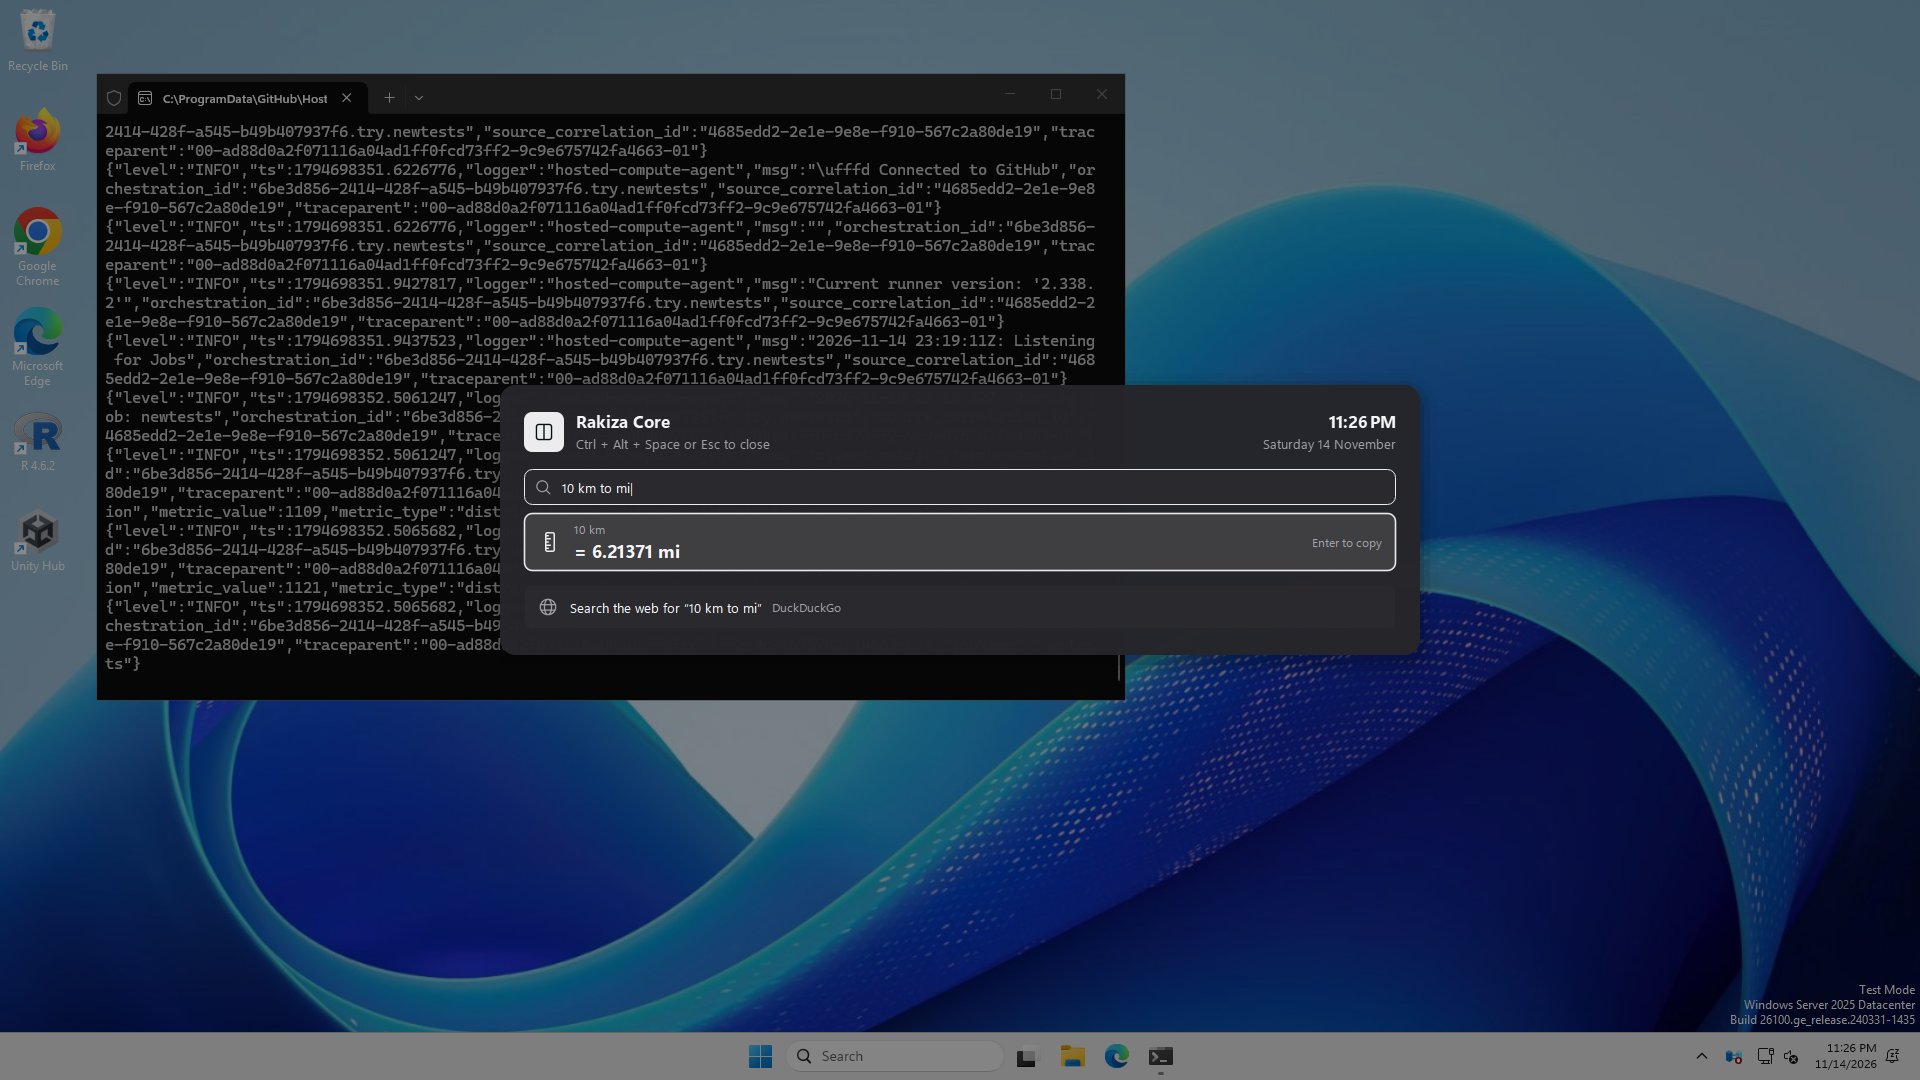 Recycle Bin
Firefox
Google
Chrome
Microsoft
Edge
R 4.6.2
Unity Hub
C:\ProgramData\GitHub\Host
2414-428f-a545-b49b407937f6.try.newtests","source_correlation_id":"4685edd2-2e1e-9e8e-f910-567c2a80de19","trac
eparent":"00-ad88d0a2f071116a04ad1ff0fcd73ff2-9c9e675742fa4663-01"}
{"level":"INFO","ts":1794698351.6226776,"logger":"hosted-compute-agent","msg":"\ufffd Connected to GitHub","or
chestration_id":"6be3d856-2414-428f-a545-b49b407937f6.try.newtests","source_correlation_id":"4685edd2-2e1e-9e8
e-f910-567c2a80de19","traceparent":"00-ad88d0a2f071116a04ad1ff0fcd73ff2-9c9e675742fa4663-01"}
{"level":"INFO","ts":1794698351.6226776,"logger":"hosted-compute-agent","msg":"","orchestration_id":"6be3d856-
2414-428f-a545-b49b407937f6.try.newtests","source_correlation_id":"4685edd2-2e1e-9e8e-f910-567c2a80de19","trac
eparent":"00-ad88d0a2f071116a04ad1ff0fcd73ff2-9c9e675742fa4663-01"}
{"level":"INFO","ts":1794698351.9427817,"logger":"hosted-compute-agent","msg":"Current runner version: '2.338.
2'","orchestration_id":"6be3d856-2414-428f-a545-b49b407937f6.try.newtests","source_correlation_id":"4685edd2-2
e1e-9e8e-f910-567c2a80de19","traceparent":"00-ad88d0a2f071116a04ad1ff0fcd73ff2-9c9e675742fa4663-01"}
{"level":"INFO","ts":1794698351.9437523,"logger":"hosted-compute-agent","msg":"2026-11-14 23:19:11Z: Listening
for Jobs","orchestration_id":"6be3d856-2414-428f-a545-b49b407937f6.try.newtests","source_correlation_id":"468
5edd2-2e1e-9e8e-f910-567c2a80de19","traceparent":"00-ad88d0a2f071116a04ad1ff0fcd73ff2-9c9e675742fa4663-01"}
{"level":"INFO","ts":1794698352.5061247,"log
ob: newtests","orchestration_id":"6be3d856-2
4685edd2-2e1e-9e8e-f910-567c2a80de19","trace
{"level":"INFO","ts":1794698352.5061247,"log
d":"6be3d856-2414-428f-a545-b49b407937f6.try
80de19","traceparent":"00-ad88d0a2f071116a04
ion","metric_value":1109,"metric_type":"dist
{"level":"INFO","ts":1794698352.5065682,"log
d":"6be3d856-2414-428f-a545-b49b407937f6.try
80de19","traceparent":"00-ad88d0a2f071116a04
ion","metric_value":1121,"metric_type":"dist
{"level":"INFO","ts":1794698352.5065682,"log
chestration_id":"6be3d856-2414-428f-a545-b49
e-f910-567c2a80de19","traceparent":"00-ad88d
ts"}
Rakiza Core
Ctrl + Alt + Space or Esc to close
11:26 PM
Saturday 14 November
10 km to mi
10 km
= 6.21371 mi
Enter to copy
Search the web for “10 km to mi” DuckDuckGo
Test Mode
Windows Server 2025 Datacenter
Build 26100.ge_release.240331-1435
Search
11:26 PM
11/14/2026